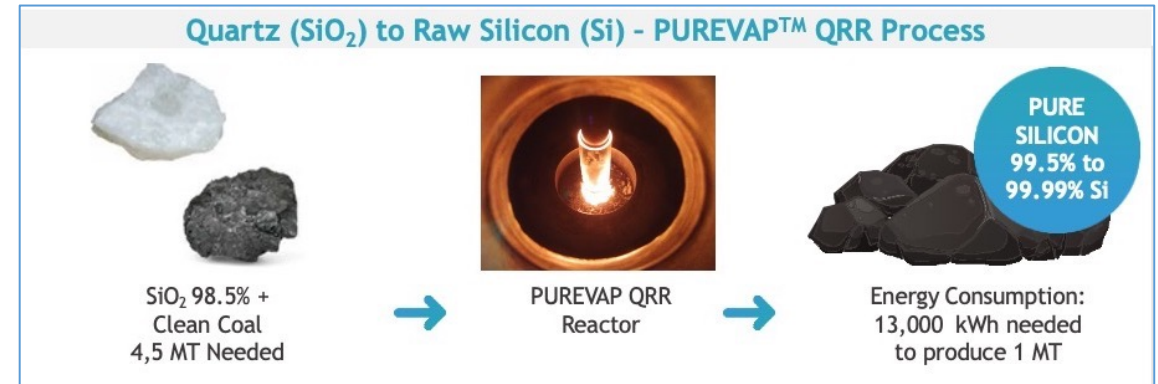 Quartz (SiO₂) to Raw Silicon (Si) - PUREVAP™ QRR Process
PURE
SILICON
99.5% to
99.99% Si
SiO₂ 98.5% +
Clean Coal
4,5 MT Needed
PUREVAP QRR
Reactor
Energy Consumption:
13,000 kWh needed
to produce 1 MT